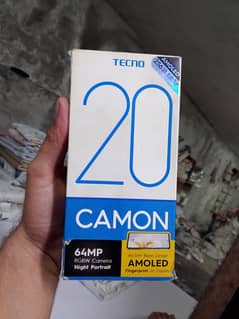 TECNO
20
CAMON
64MP
RGBW Camera
Night Portrait
AMOLED
Fingerprint on Display